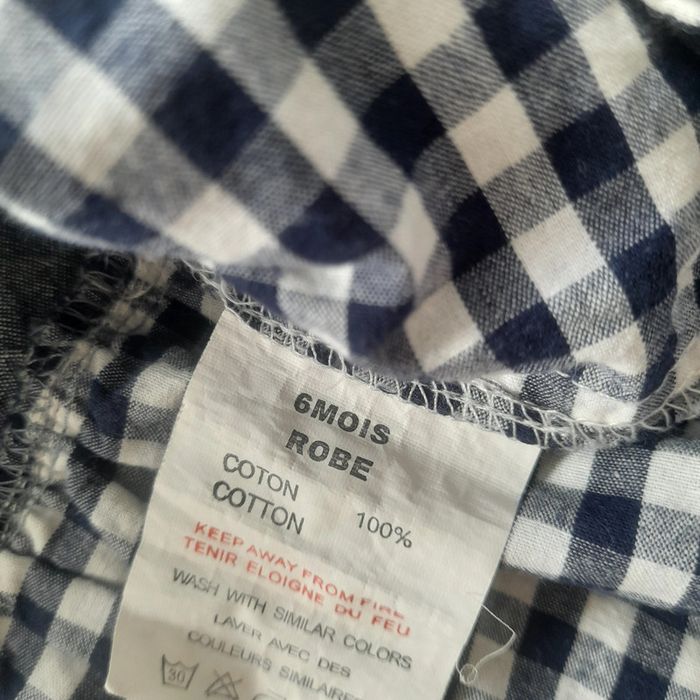 6MOIS
ROBE
COTON
COTTON 100%
KEEP AWAY FROM FIRE
TENIR ELOIGNE DU FEU
WASH WITH SIMILAR COLORS
LAVER AVEC DES
COULEURS SIMILAIRES
30